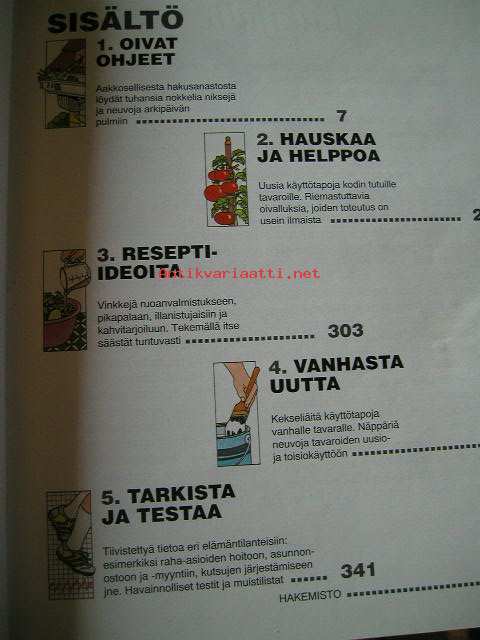 SISÄLTÖ
1. OIVAT
OHJEET
Aakkosellisesta hakusanastosta
löydät tuhansia nokkelia niksejä
ja neuvoja arkipäivän
pulmiin 7
2. HAUSKAA
JA HELPPOA
Uusia käyttötapoja kodin tutuille
tavaroille. Riemastuttavia
oivalluksia, joiden toteutus on
usein ilmaista
3. RESEPTI-
IDEOITA
Antikvariaatti.net
Vinkkejä ruoanvalmistukseen,
pikapalaan, illanistujaisiin ja
kahvitarjoiluun. Tekemällä itse
säästät tuntuvasti 303
4. VANHASTA
UUTTA
Kekseliäitä käyttötapoja
vanhalle tavaralle. Näppäriä
neuvoja tavaroiden uusio-
ja toisiokäyttöön
5. TARKISTA
JA TESTAA
Tiivistettyä tietoa eri elämäntilanteisiin:
esimerkiksi raha-asioiden hoitoon, asunnon-
ostoon ja -myyntiin, kutsujen järjestämiseen
jne. Havainnolliset testit ja muistilistat 341
HAKEMISTO